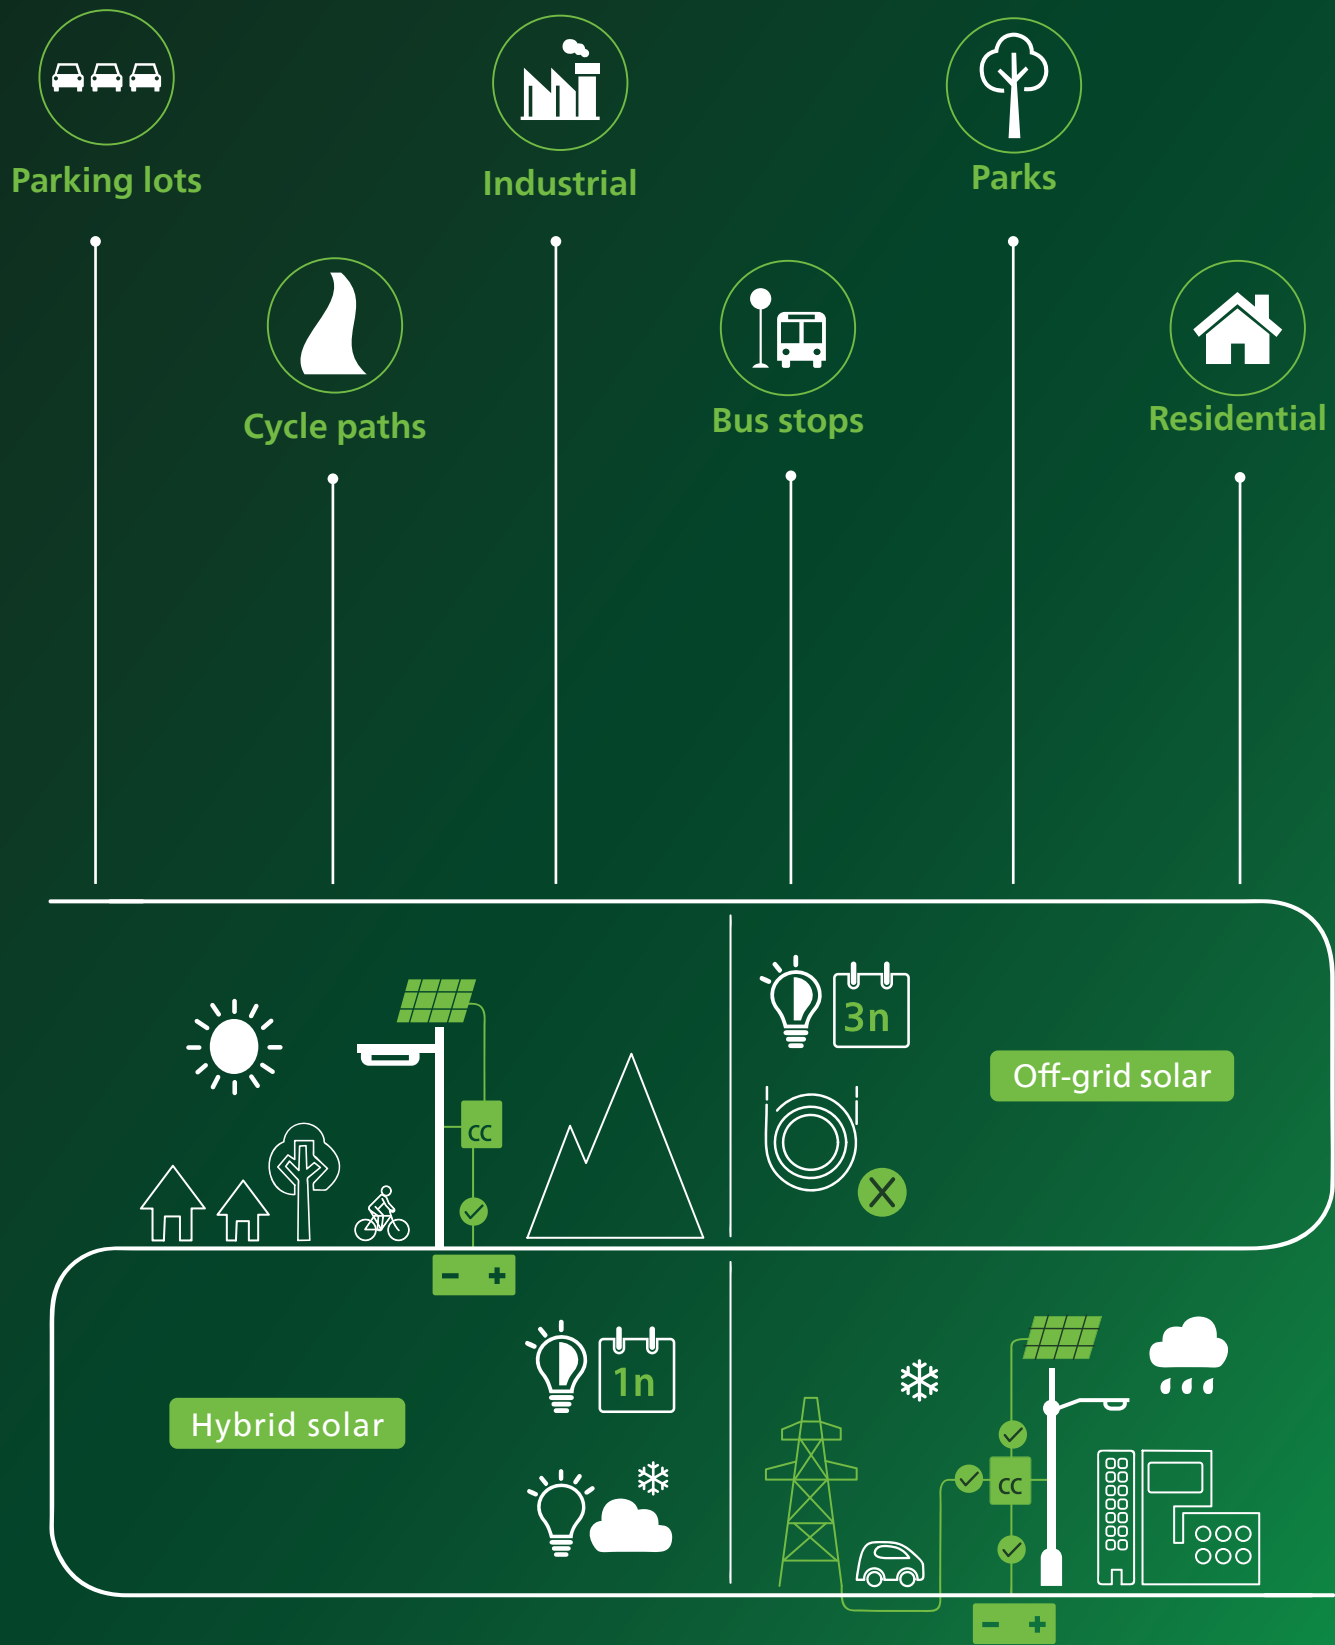 Parking lots
Industrial
Parks
Cycle paths
Bus stops
Residential
3n
Off-grid solar
CC
- +
1n
Hybrid solar
CC
- +